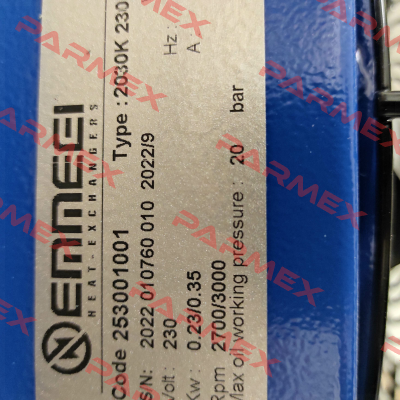 EMMEGI
HEAT-EXCHANGERS
Code 253001001 Type : 2030K 230
S/N: 2022 010760 010 2022/9
Volt : 230 Hz :
Kw : 0.23/0.35 A :
Rpm 2700/3000
Max oil working pressure : 20 bar
PARMEX
PARMEX
PARMEX
PARMEX
PARMEX
PARMEX